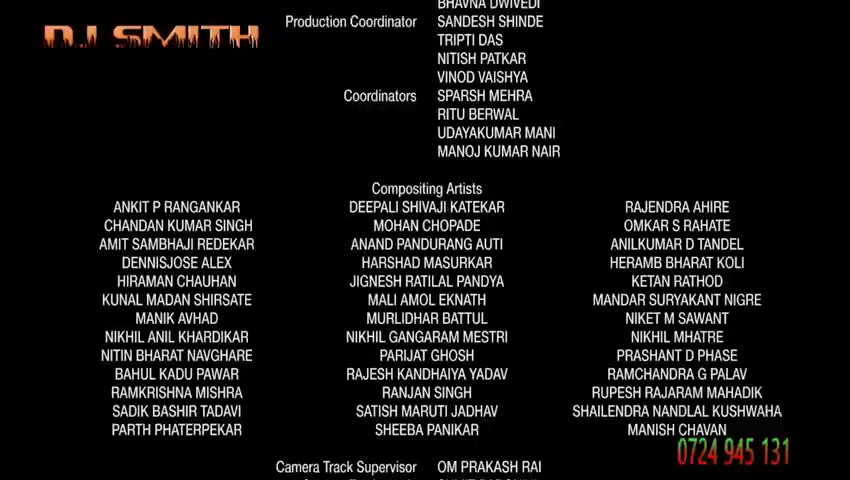 BHAVNA DWIVEDI
DJ SMITH
Production Coordinator SANDESH SHINDE
TRIPTI DAS
NITISH PATKAR
VINOD VAISHYA
Coordinators SPARSH MEHRA
RITU BERWAL
UDAYAKUMAR MANI
MANOJ KUMAR NAIR
Compositing Artists
ANKIT P RANGANKAR DEEPALI SHIVAJI KATEKAR RAJENDRA AHIRE
CHANDAN KUMAR SINGH MOHAN CHOPADE OMKAR S RAHATE
AMIT SAMBHAJI REDEKAR ANAND PANDURANG AUTI ANILKUMAR D TANDEL
DENNISJOSE ALEX HARSHAD MASURKAR HERAMB BHARAT KOLI
HIRAMAN CHAUHAN JIGNESH RATILAL PANDYA KETAN RATHOD
KUNAL MADAN SHIRSATE MALI AMOL EKNATH MANDAR SURYAKANT NIGRE
MANIK AVHAD MURLIDHAR BATTUL NIKET M SAWANT
NIKHIL ANIL KHARDIKAR NIKHIL GANGARAM MESTRI NIKHIL MHATRE
NITIN BHARAT NAVGHARE PARIJAT GHOSH PRASHANT D PHASE
BAHUL KADU PAWAR RAJESH KANDHAIYA YADAV RAMCHANDRA G PALAV
RAMKRISHNA MISHRA RANJAN SINGH RUPESH RAJARAM MAHADIK
SADIK BASHIR TADAVI SATISH MARUTI JADHAV SHAILENDRA NANDLAL KUSHWAHA
PARTH PHATERPEKAR SHEEBA PANIKAR MANISH CHAVAN
0724 945 131
Camera Track Supervisor OM PRAKASH RAI